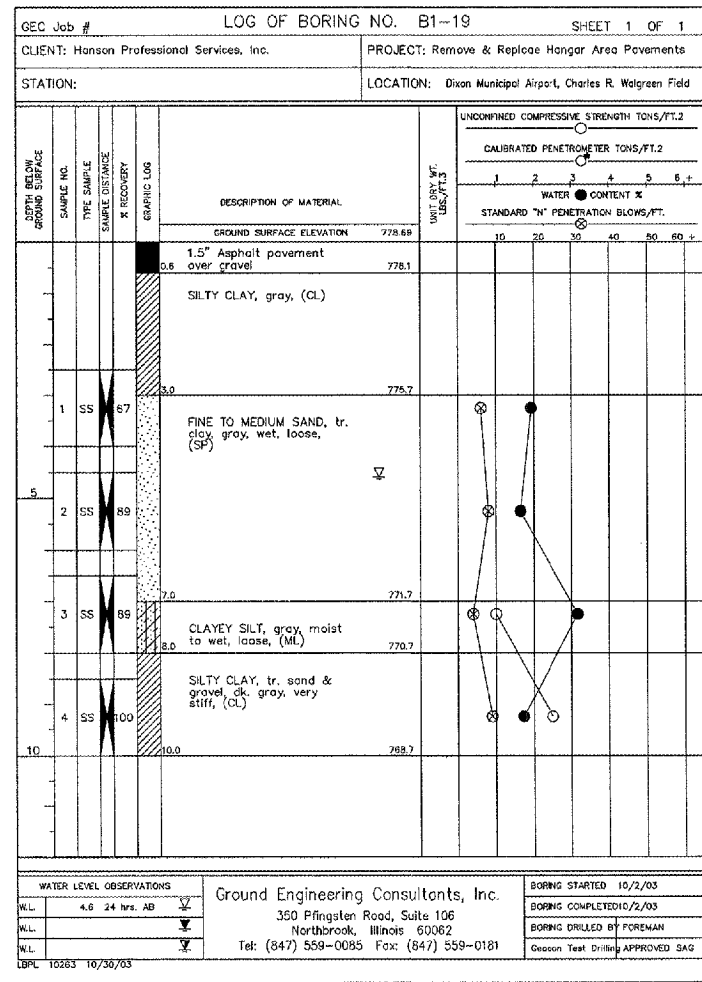 GEC Job # LOG OF BORING NO. B1-19 SHEET 1 OF 1
CLIENT: Hanson Professional Services, Inc. PROJECT: Remove & Replcae Hangar Area Pavements
STATION: LOCATION: Dixon Municipal Airport, Charles R. Walgreen Field
DEPTH BELOW GROUND SURFACE
SAMPLE NO.
TYPE SAMPLE
SAMPLE DISTANCE
% RECOVERY
GRAPHIC LOG
DESCRIPTION OF MATERIAL
GROUND SURFACE ELEVATION 778.69
UNIT DRY WT. LBS./FT.3
UNCONFINED COMPRESSIVE STRENGTH TONS/FT.2
CALIBRATED PENETROMETER TONS/FT.2
*
1 2 3 4 5 6 +
WATER CONTENT %
STANDARD "N" PENETRATION BLOWS/FT.
10 20 30 40 50 60 +
1.5" Asphalt pavement
0.6 over gravel 778.1
SILTY CLAY, gray, (CL)
3.0 775.7
1 SS 67
FINE TO MEDIUM SAND, tr.
clay, gray, wet, loose,
(SP)
5
2 SS 89
7.0 271.7
3 SS 89
CLAYEY SILT, gray, moist
8.0 to wet, loose, (ML) 770.7
SILTY CLAY, tr. sand &
gravel, dk. gray, very
stiff, (CL)
4 SS 100
10 10.0 768.7
WATER LEVEL OBSERVATIONS
W.L. 4.6 24 hrs. AB
W.L.
W.L.
Ground Engineering Consultants, Inc.
350 Pfingsten Road, Suite 106
Northbrook, Illinois 60062
Tel: (847) 559-0085 Fax: (847) 559-0181
BORING STARTED 10/2/03
BORING COMPLETED 10/2/03
BORING DRILLED BY FOREMAN
Geocon Test Drilling APPROVED SAG
LBPL 10263 10/30/03